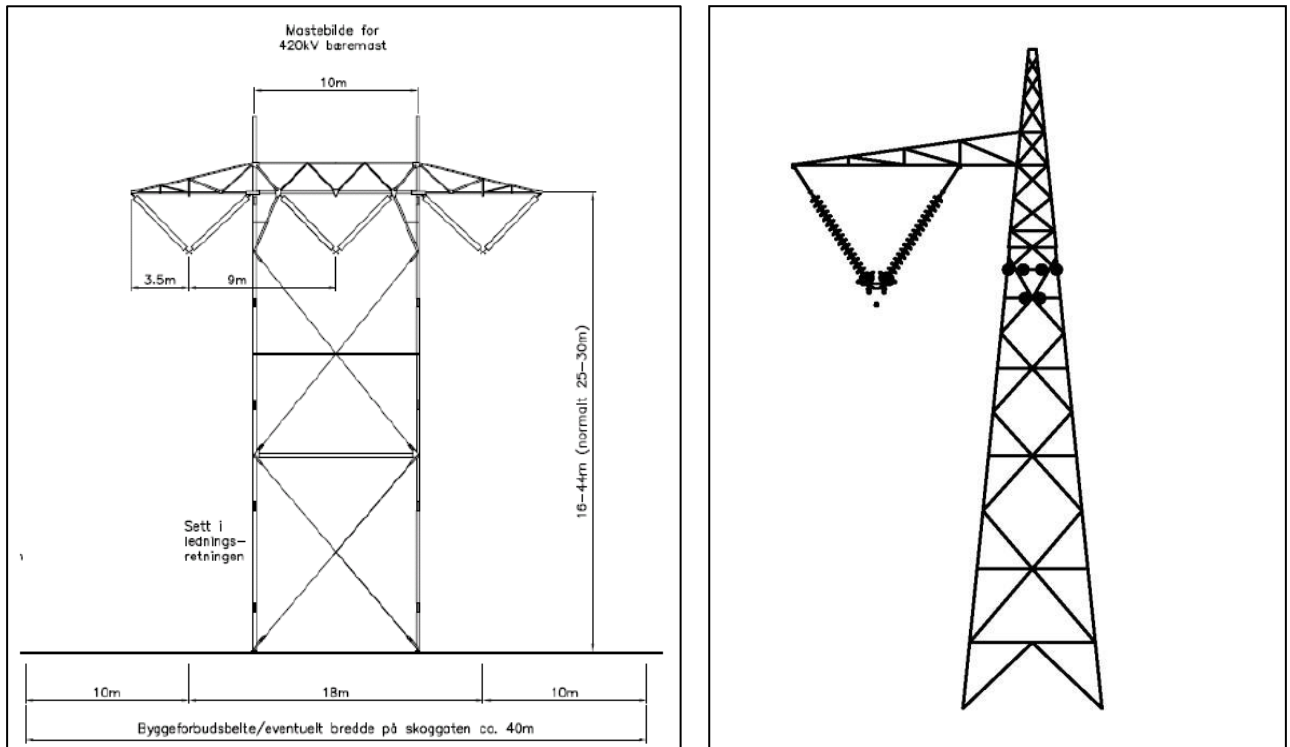 Mastebilde for
420kV bæremast
10m
3.5m
9m
16-44m (normalt 25-30m)
Sett i
lednings-
retningen
10m
18m
10m
Byggeforbudsbelte/eventuelt bredde på skoggaten ca. 40m